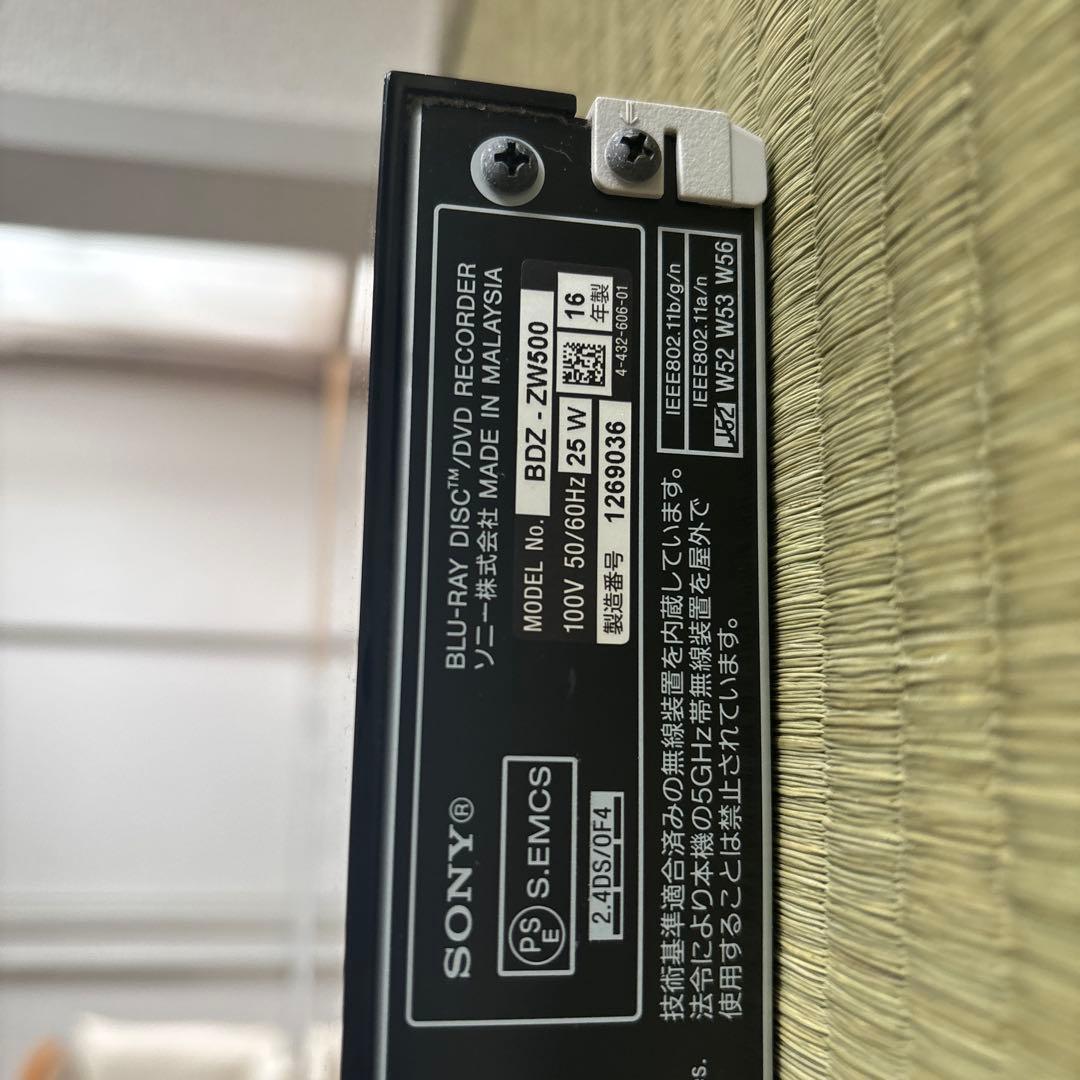 SONY®
BLU-RAY DISC™/DVD RECORDER
ソニー株式会社 MADE IN MALAYSIA
PSE S.EMCS
MODEL No. BDZ-ZW500
100V 50/60Hz 25 W
16
年製
製造番号 1269036
4-432-606-01
2.4DS/OF4
技術基準適合済みの無線装置を内蔵しています。
法令により本機の5GHz帯無線装置を屋外で
使用することは禁止されています。
IEEE802.11b/g/n
IEEE802.11a/n
J52 W52 W53 W56